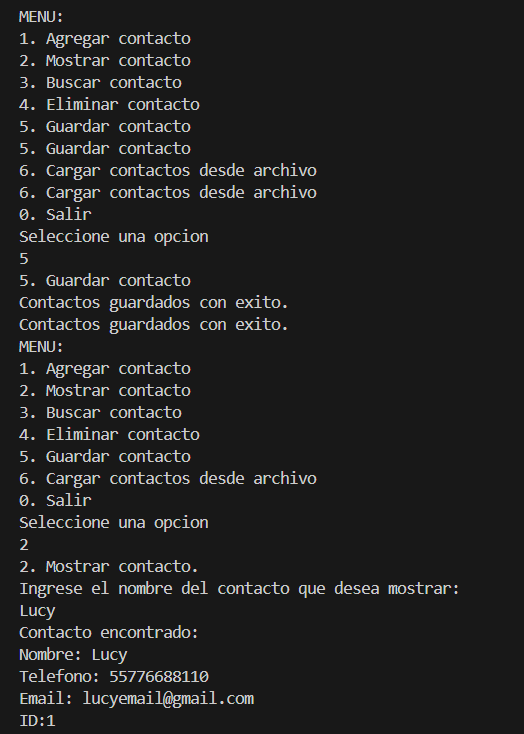 MENU:
1. Agregar contacto
2. Mostrar contacto
3. Buscar contacto
4. Eliminar contacto
5. Guardar contacto
5. Guardar contacto
6. Cargar contactos desde archivo
6. Cargar contactos desde archivo
0. Salir
Seleccione una opcion
5
5. Guardar contacto
Contactos guardados con exito.
Contactos guardados con exito.
MENU:
1. Agregar contacto
2. Mostrar contacto
3. Buscar contacto
4. Eliminar contacto
5. Guardar contacto
6. Cargar contactos desde archivo
0. Salir
Seleccione una opcion
2
2. Mostrar contacto.
Ingrese el nombre del contacto que desea mostrar:
Lucy
Contacto encontrado:
Nombre: Lucy
Telefono: 55776688110
Email: lucyemail@gmail.com
ID:1